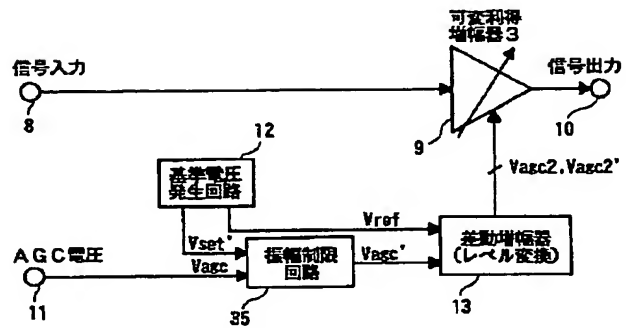 可変利得
増幅器3
信号入力
信号出力
8
9
10
12
基準電圧
発生回路
Vagc2,Vagc2'
Vref
Vset'
差動増幅器
(レベル変換)
AGC電圧
Vagc
振幅制限
回路
Vagc'
11
35
13